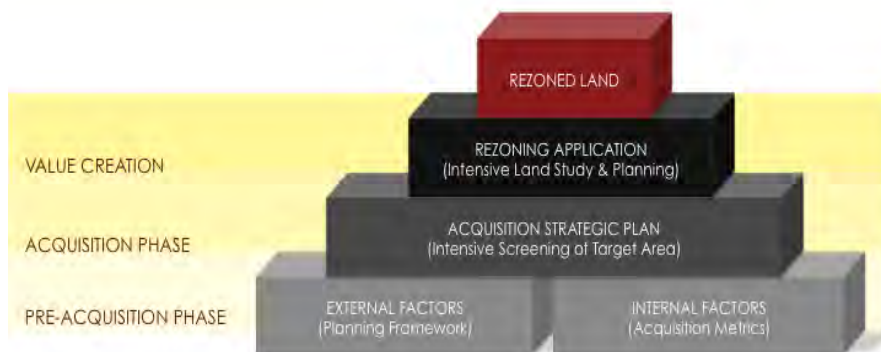 REZONED LAND
VALUE CREATION
REZONING APPLICATION
(Intensive Land Study & Planning)
ACQUISITION PHASE
ACQUISITION STRATEGIC PLAN
(Intensive Screening of Target Area)
PRE-ACQUISITION PHASE
EXTERNAL FACTORS
(Planning Framework)
INTERNAL FACTORS
(Acquisition Metrics)